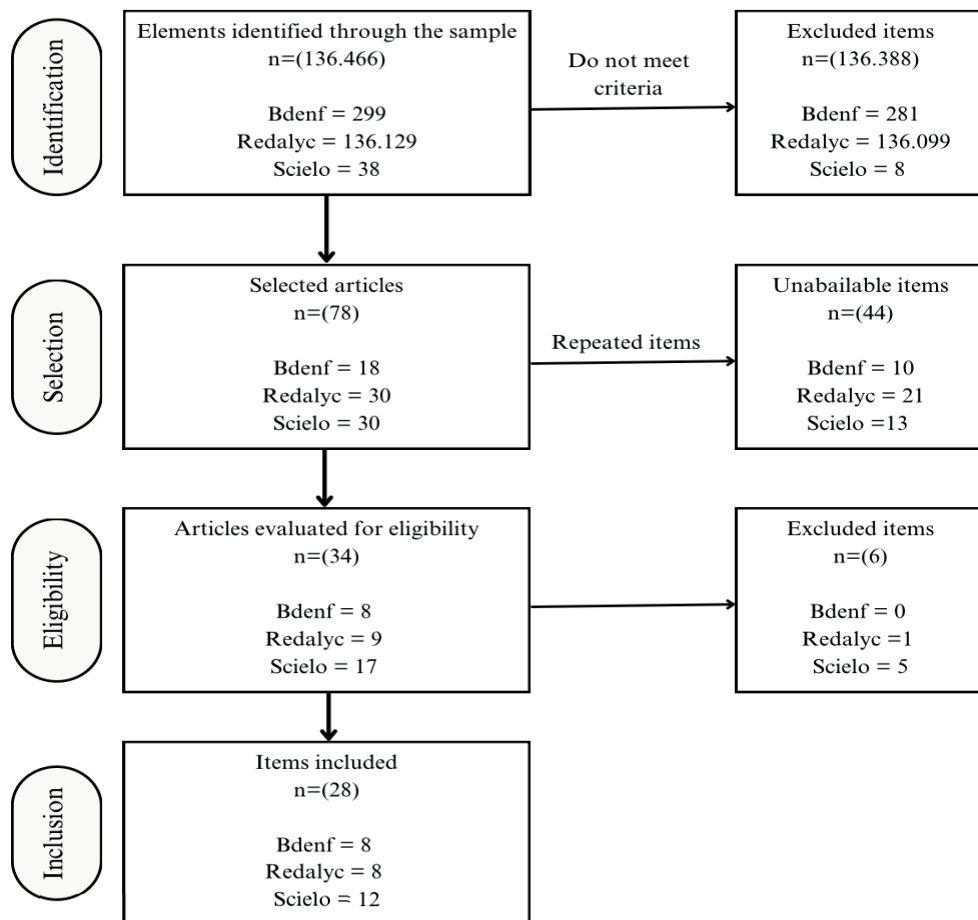 Identification
Elements identified through the sample
n=(136.466)
Bdenf = 299
Redalyc = 136.129
Scielo = 38
Do not meet
criteria
Excluded items
n=(136.388)
Bdenf = 281
Redalyc = 136.099
Scielo = 8
Selection
Selected articles
n=(78)
Bdenf = 18
Redalyc = 30
Scielo = 30
Repeated items
Unabailable items
n=(44)
Bdenf = 10
Redalyc = 21
Scielo =13
Eligibility
Articles evaluated for eligibility
n=(34)
Bdenf = 8
Redalyc = 9
Scielo = 17
Excluded items
n=(6)
Bdenf = 0
Redalyc =1
Scielo = 5
Inclusion
Items included
n=(28)
Bdenf = 8
Redalyc = 8
Scielo = 12